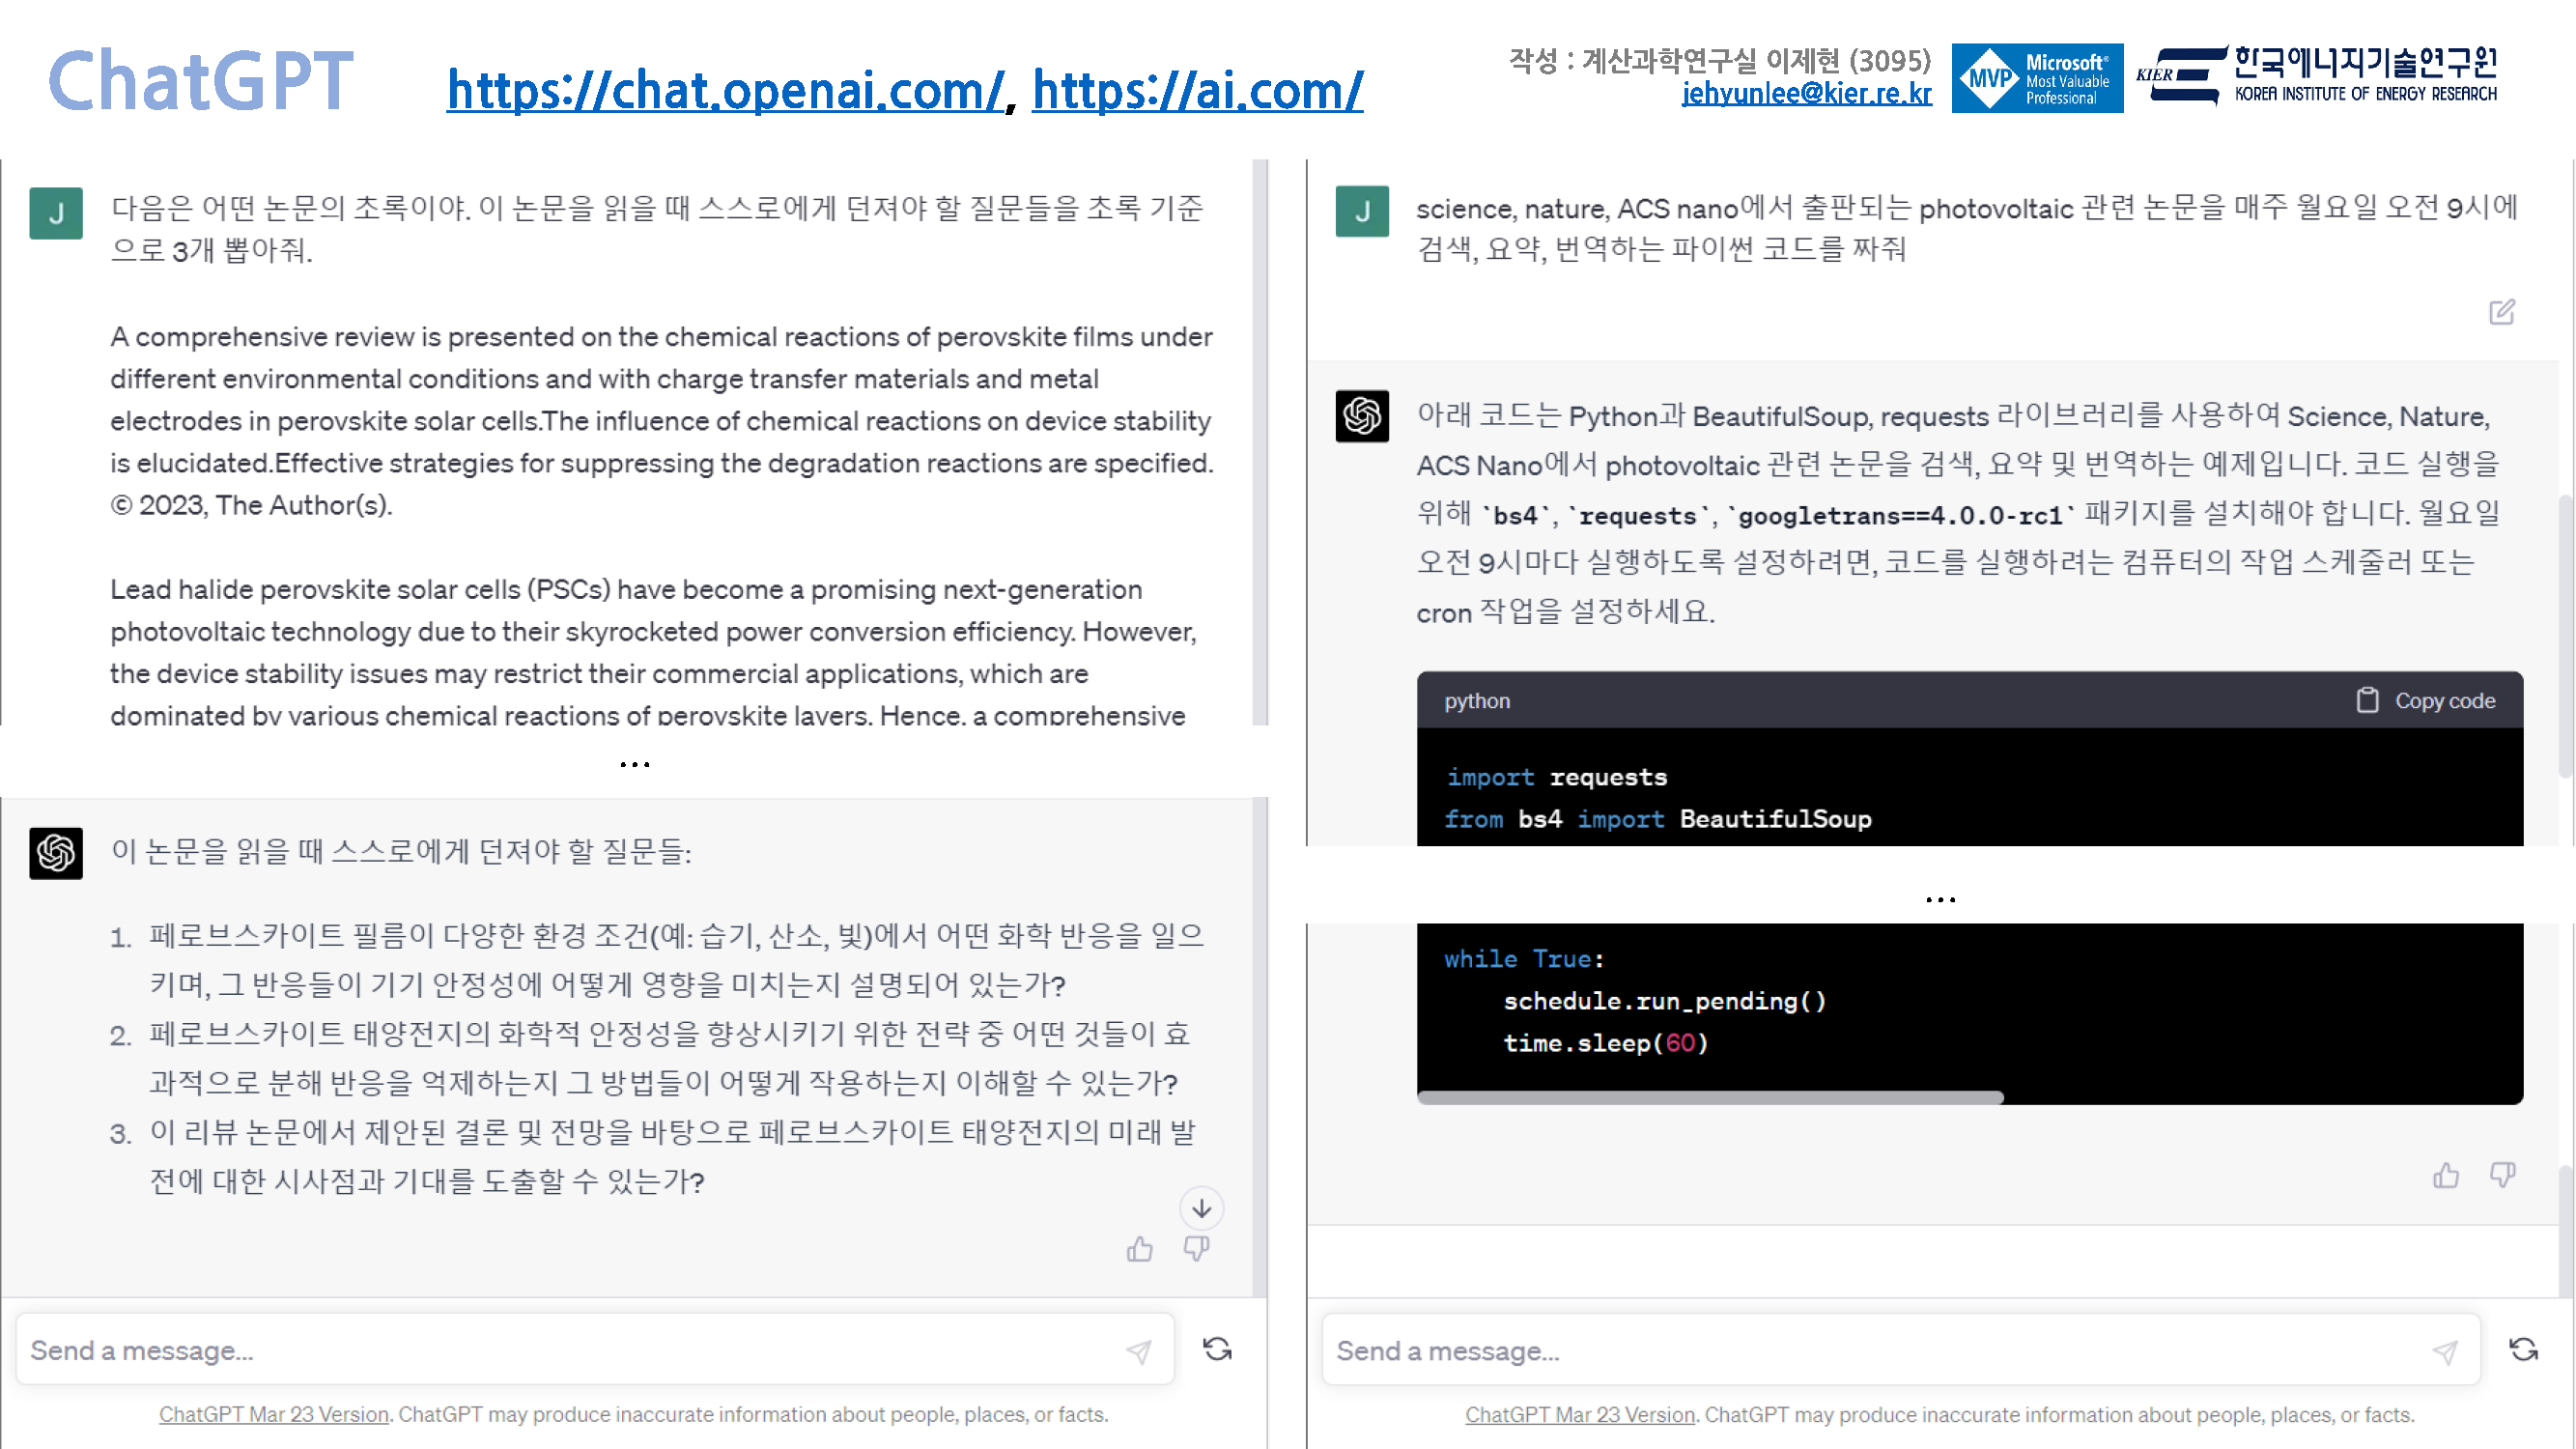 ChatGPT
https://chat.openai.com/, https://ai.com/
작성 : 계산과학연구실 이제현 (3095)
jehyunlee@kier.re.kr
MVP
Microsoft®
Most Valuable
Professional
KIER
한국에너지기술연구원
KOREA INSTITUTE OF ENERGY RESEARCH
J
다음은 어떤 논문의 초록이야. 이 논문을 읽을 때 스스로에게 던져야 할 질문들을 초록 기준
으로 3개 뽑아줘.
A comprehensive review is presented on the chemical reactions of perovskite films under
different environmental conditions and with charge transfer materials and metal
electrodes in perovskite solar cells.The influence of chemical reactions on device stability
is elucidated.Effective strategies for suppressing the degradation reactions are specified.
© 2023, The Author(s).
Lead halide perovskite solar cells (PSCs) have become a promising next-generation
photovoltaic technology due to their skyrocketed power conversion efficiency. However,
the device stability issues may restrict their commercial applications, which are
dominated by various chemical reactions of perovskite layers. Hence, a comprehensive
...
이 논문을 읽을 때 스스로에게 던져야 할 질문들:
1. 페로브스카이트 필름이 다양한 환경 조건(예: 습기, 산소, 빛)에서 어떤 화학 반응을 일으
키며, 그 반응들이 기기 안정성에 어떻게 영향을 미치는지 설명되어 있는가?
2. 페로브스카이트 태양전지의 화학적 안정성을 향상시키기 위한 전략 중 어떤 것들이 효
과적으로 분해 반응을 억제하는지 그 방법들이 어떻게 작용하는지 이해할 수 있는가?
3. 이 리뷰 논문에서 제안된 결론 및 전망을 바탕으로 페로브스카이트 태양전지의 미래 발
전에 대한 시사점과 기대를 도출할 수 있는가?
Send a message...
ChatGPT Mar 23 Version. ChatGPT may produce inaccurate information about people, places, or facts.
J
science, nature, ACS nano에서 출판되는 photovoltaic 관련 논문을 매주 월요일 오전 9시에
검색, 요약, 번역하는 파이썬 코드를 짜줘
아래 코드는 Python과 BeautifulSoup, requests 라이브러리를 사용하여 Science, Nature,
ACS Nano에서 photovoltaic 관련 논문을 검색, 요약 및 번역하는 예제입니다. 코드 실행을
위해 `bs4`, `requests`, `googletrans==4.0.0-rc1` 패키지를 설치해야 합니다. 월요일
오전 9시마다 실행하도록 설정하려면, 코드를 실행하려는 컴퓨터의 작업 스케줄러 또는
cron 작업을 설정하세요.
python
Copy code
import requests
from bs4 import BeautifulSoup
...
while True:
schedule.run_pending()
time.sleep(60)
Send a message...
ChatGPT Mar 23 Version. ChatGPT may produce inaccurate information about people, places, or facts.